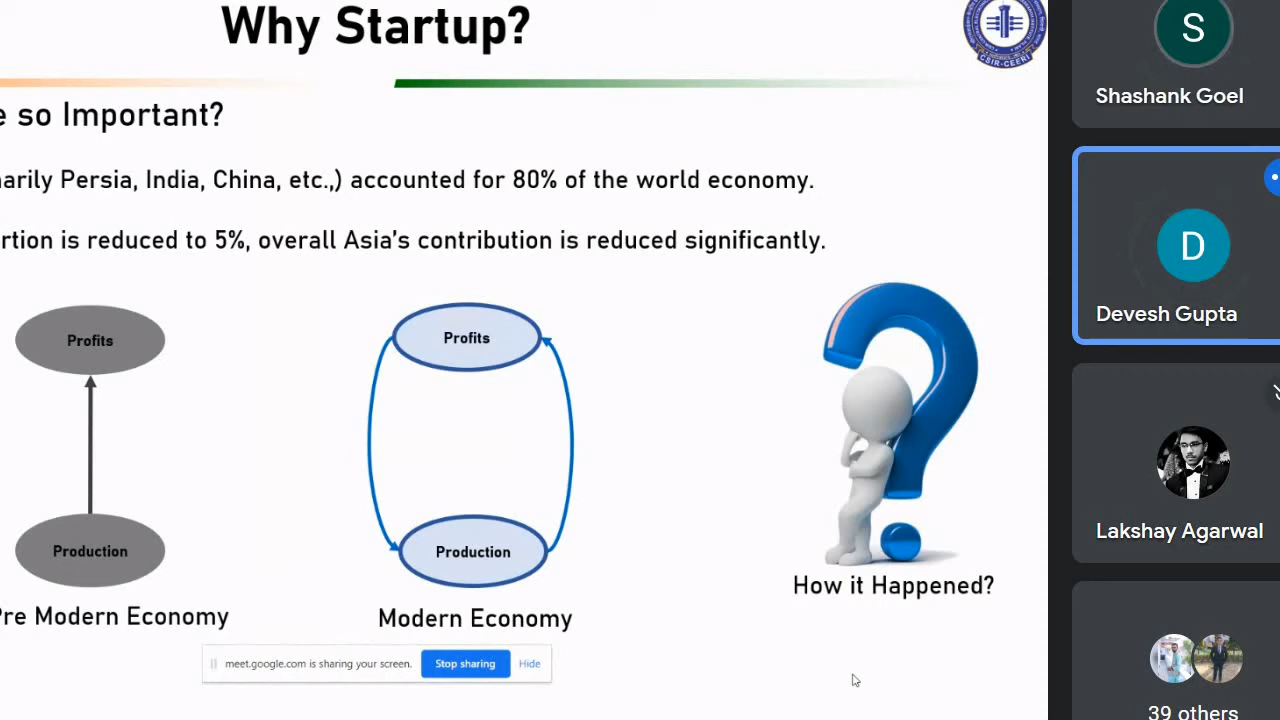 Why Startup?
CSIR-CEERI
e so Important?
arily Persia, India, China, etc.,) accounted for 80% of the world economy.
rtion is reduced to 5%, overall Asia's contribution is reduced significantly.
Profits
Production
Pre Modern Economy
Profits
Production
Modern Economy
How it Happened?
meet.google.com is sharing your screen.
Stop sharing
Hide
S
Shashank Goel
D
Devesh Gupta
Lakshay Agarwal
39 others